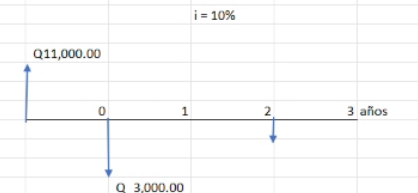 i = 10%
Q11,000.00
0 1 2 3 años
Q 3,000.00